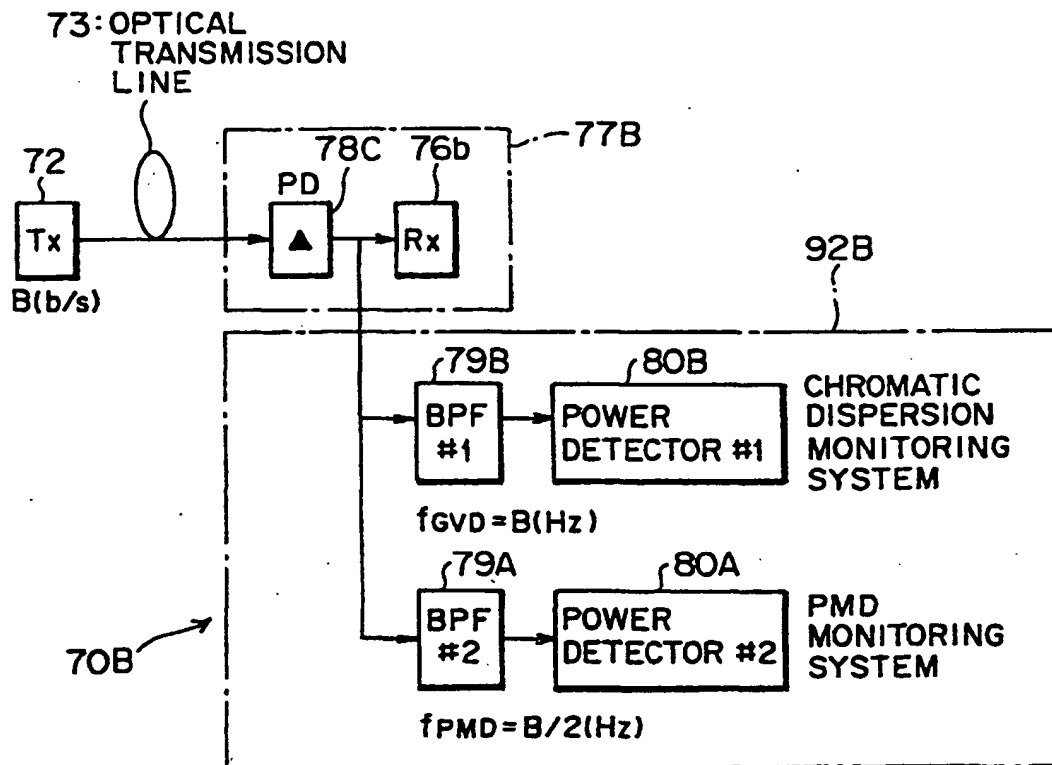 73: OPTICAL
TRANSMISSION
LINE
77B
72
78C
76b
PD
Tx
▲
Rx
B(b/s)
92B
79B
80B
BPF
#1
POWER
DETECTOR #1
CHROMATIC
DISPERSION
MONITORING
SYSTEM
fGVD=B(Hz)
79A
80A
BPF
#2
POWER
DETECTOR #2
PMD
MONITORING
SYSTEM
70B
fPMD=B/2(Hz)